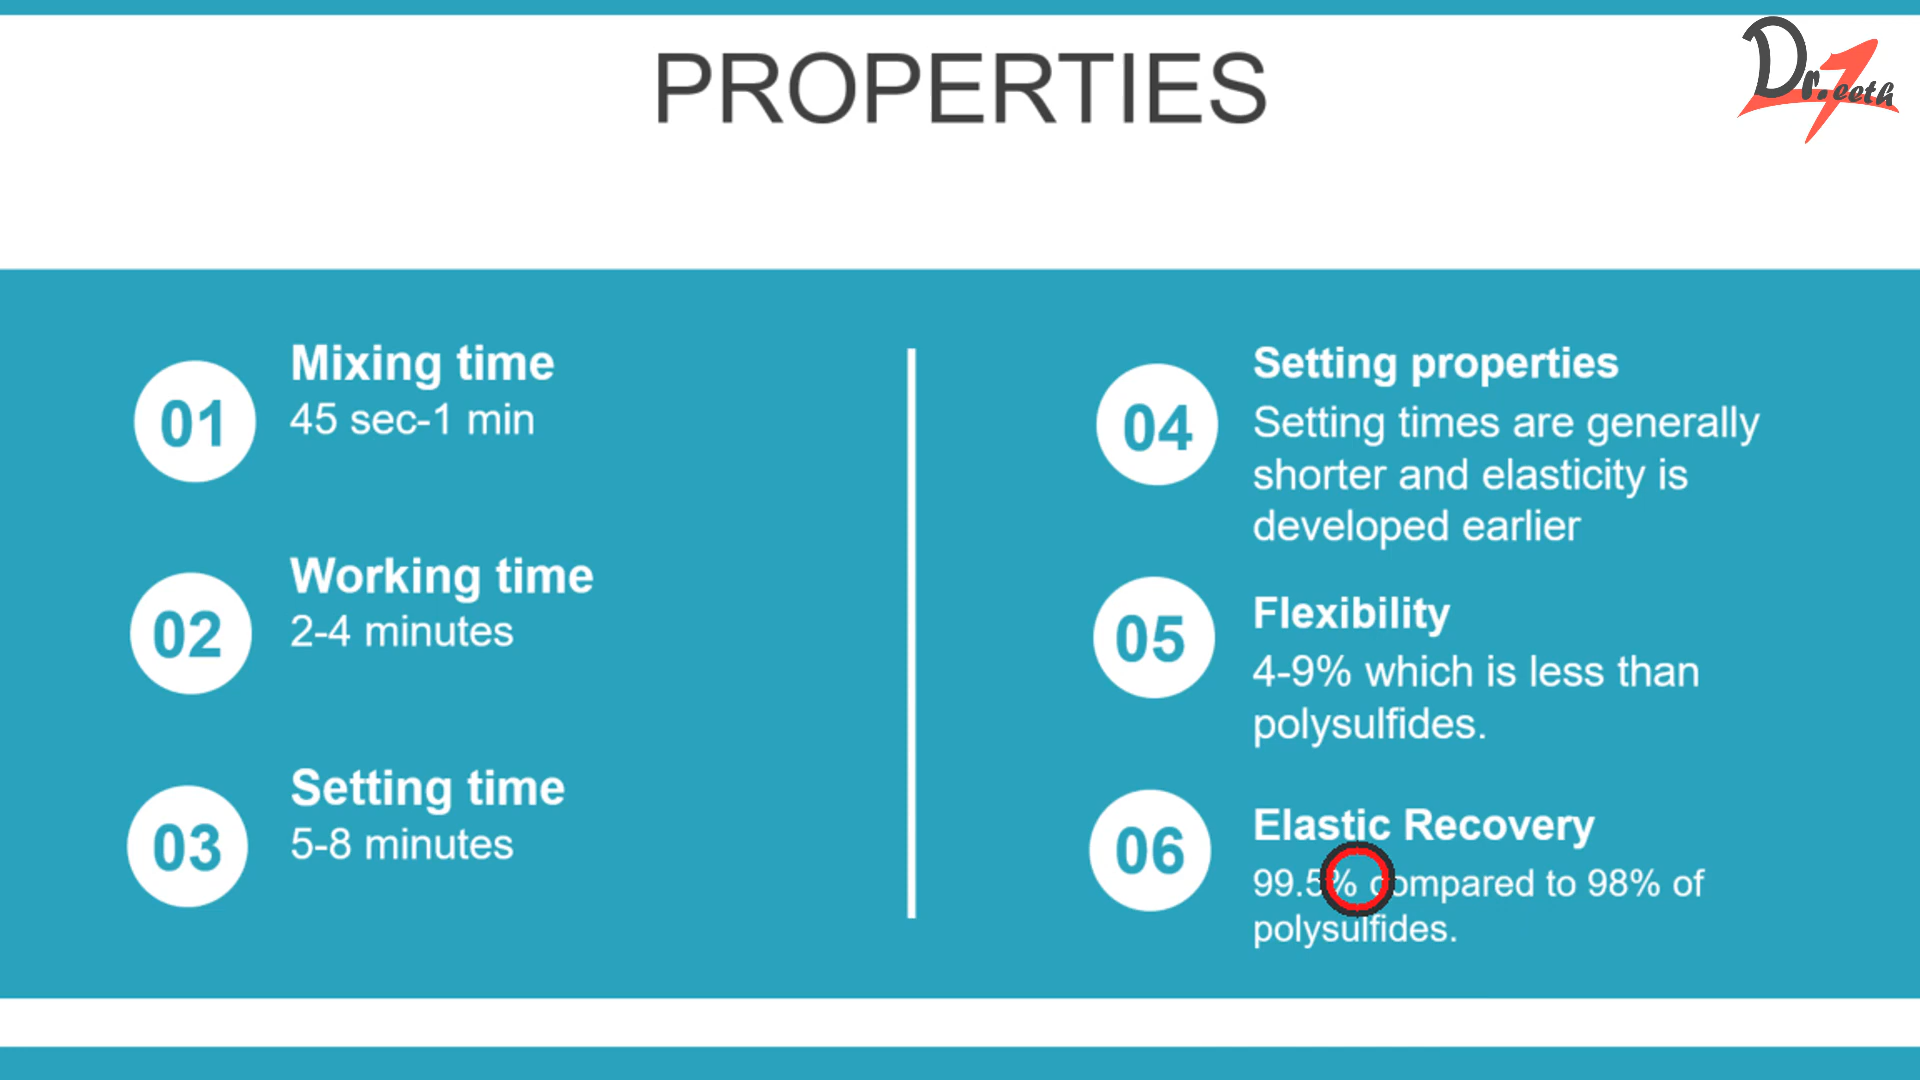 PROPERTIES
Dr.eeth
01
Mixing time
45 sec-1 min
02
Working time
2-4 minutes
03
Setting time
5-8 minutes
04
Setting properties
Setting times are generally
shorter and elasticity is
developed earlier
05
Flexibility
4-9% which is less than
polysulfides.
06
Elastic Recovery
99.5% compared to 98% of
polysulfides.